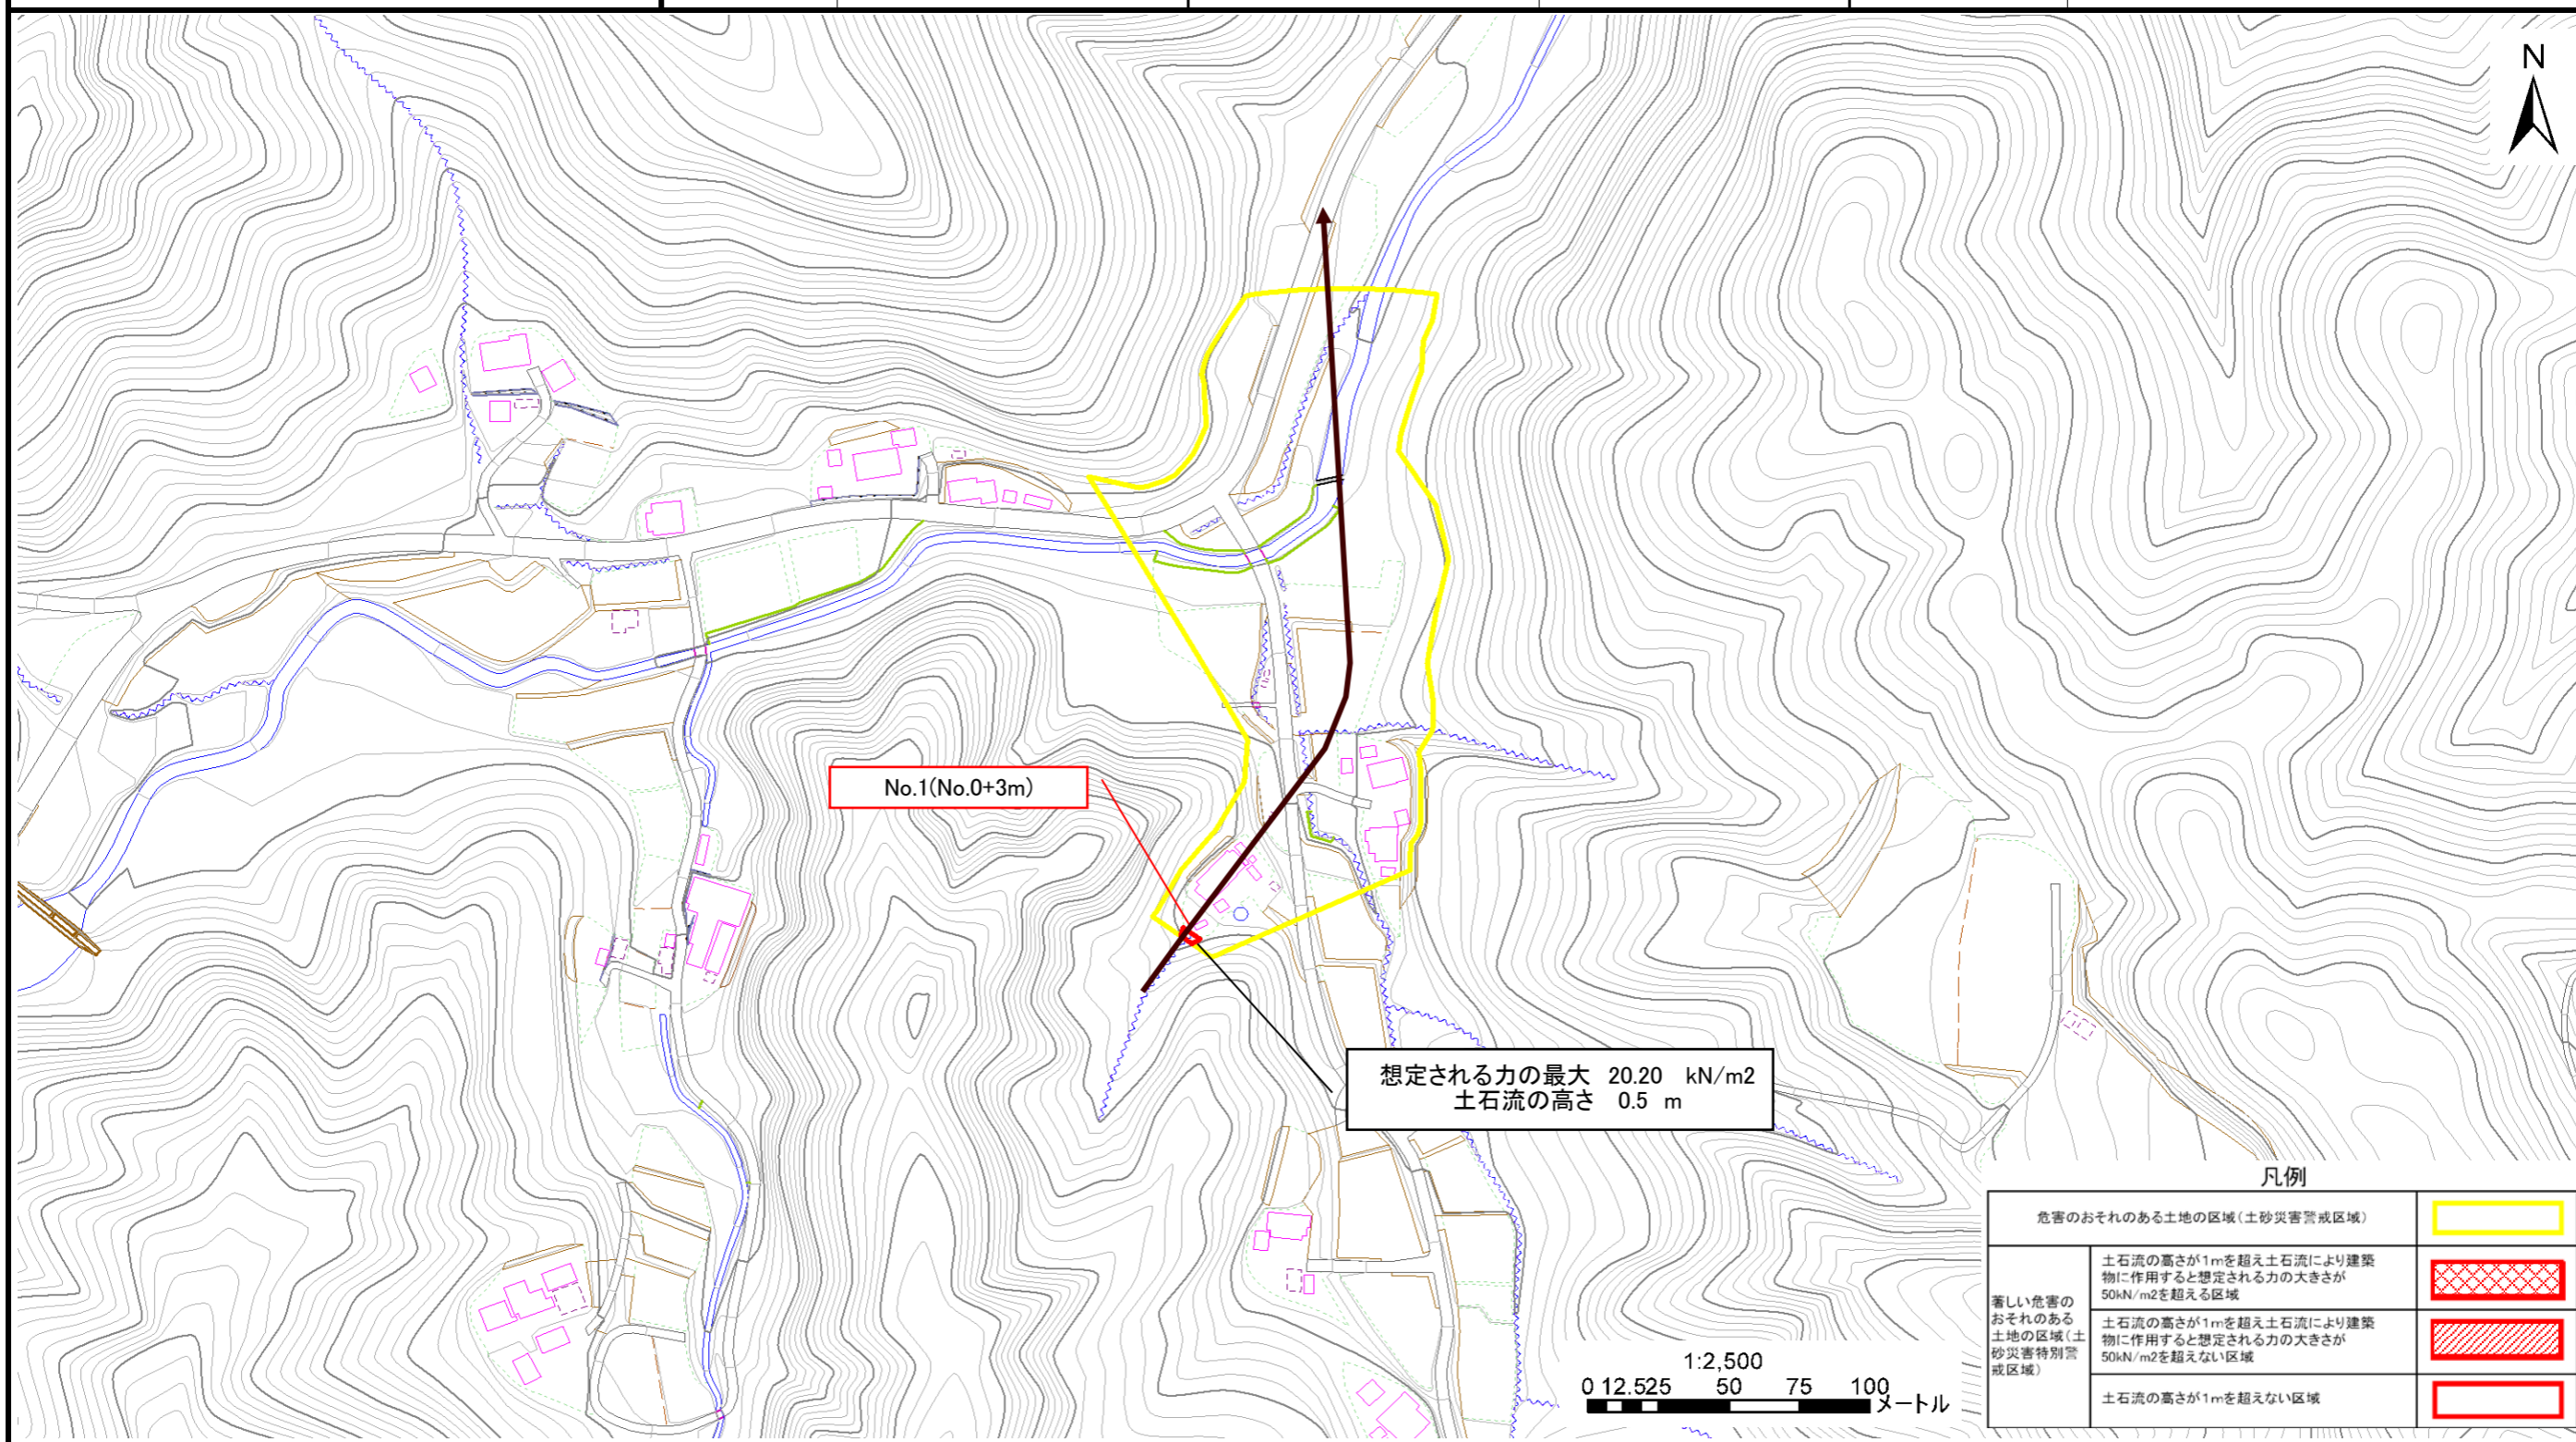 N
No.1(No.0+3m)
想定される力の最大 20.20 kN/m2
土石流の高さ 0.5 m
凡例
危害のおそれのある土地の区域(土砂災害警戒区域)
著しい危害の
おそれのある
土地の区域(土
砂災害特別警
戒区域)
土石流の高さが1mを超え土石流により建築
物に作用すると想定される力の大きさが
50kN/m2を超える区域
土石流の高さが1mを超え土石流により建築
物に作用すると想定される力の大きさが
50kN/m2を超えない区域
土石流の高さが1mを超えない区域
1:2,500
0 12.525 50 75 100
メートル